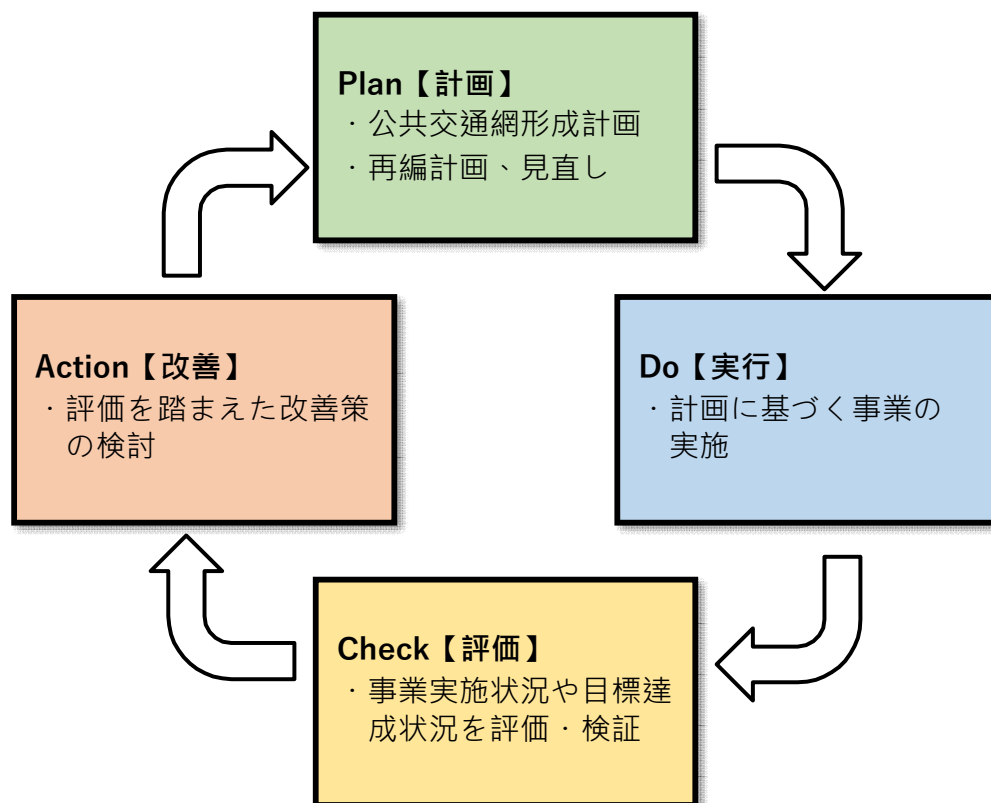 Plan【計画】
・公共交通網形成計画
・再編計画、見直し
Action【改善】
・評価を踏まえた改善策
の検討
Do【実行】
・計画に基づく事業の
実施
Check【評価】
・事業実施状況や目標達
成状況を評価・検証